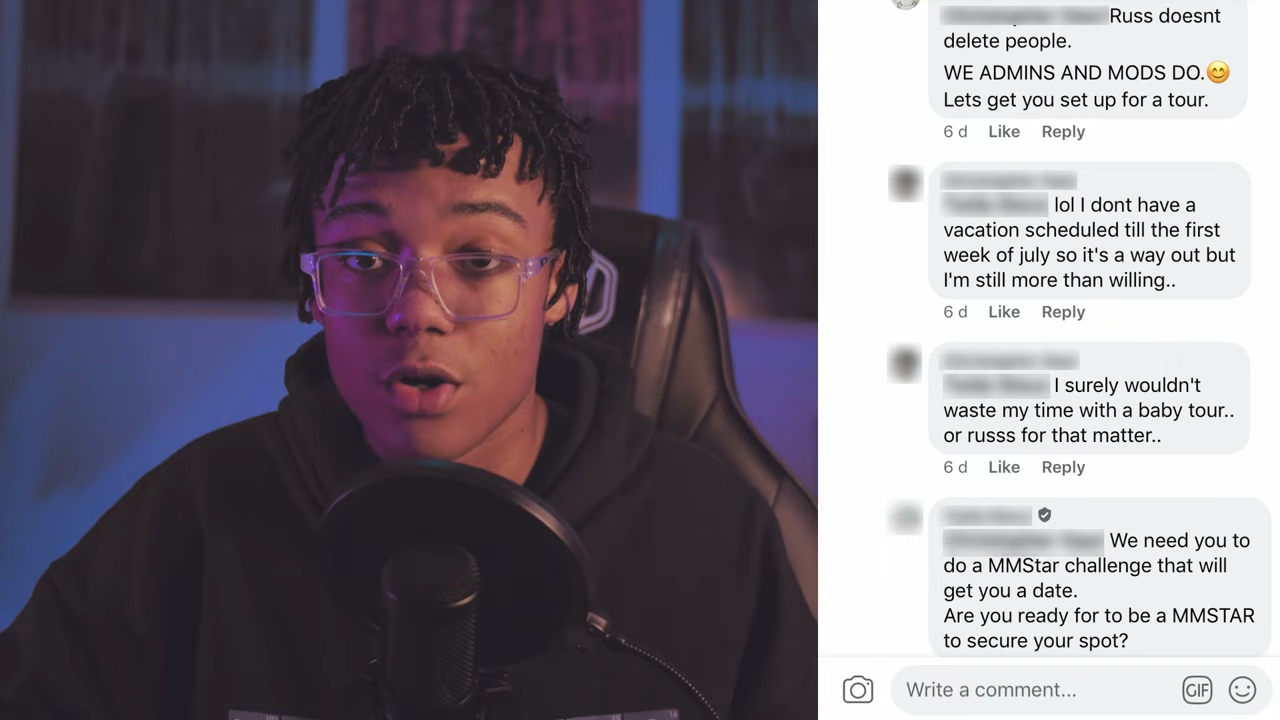 Russ doesnt
delete people.
WE ADMINS AND MODS DO.😊
Lets get you set up for a tour.
6 d Like Reply
lol I dont have a
vacation scheduled till the first
week of july so it's a way out but
I'm still more than willing..
6 d Like Reply
I surely wouldn't
waste my time with a baby tour..
or russs for that matter..
6 d Like Reply
We need you to
do a MMStar challenge that will
get you a date.
Are you ready for to be a MMSTAR
to secure your spot?
Write a comment...
GIF